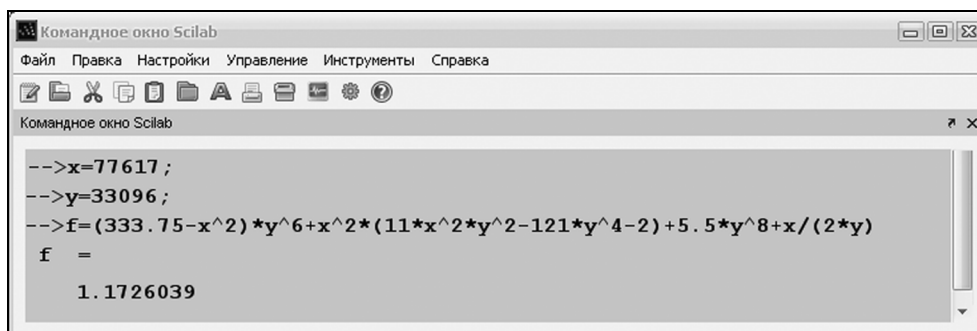 Командное окно Scilab
Файл Правка Настройки Управление Инструменты Справка
Командное окно Scilab
-->x=77617;
-->y=33096;
-->f=(333.75-x^2)*y^6+x^2*(11*x^2*y^2-121*y^4-2)+5.5*y^8+x/(2*y)
f =
1.1726039